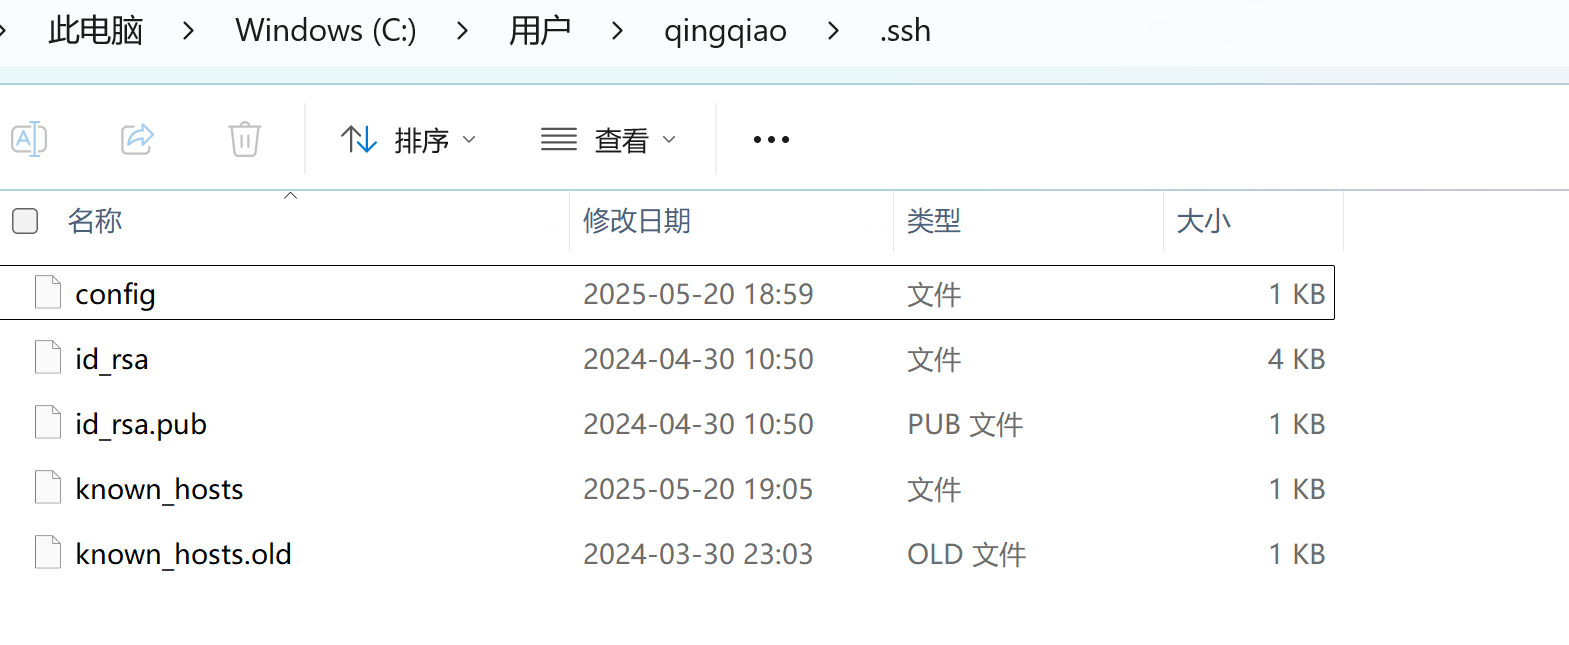 此电脑 > Windows (C:) > 用户 > qingqiao > .ssh
排序 查看
名称 修改日期 类型 大小
config 2025-05-20 18:59 文件 1 KB
id_rsa 2024-04-30 10:50 文件 4 KB
id_rsa.pub 2024-04-30 10:50 PUB 文件 1 KB
known_hosts 2025-05-20 19:05 文件 1 KB
known_hosts.old 2024-03-30 23:03 OLD 文件 1 KB